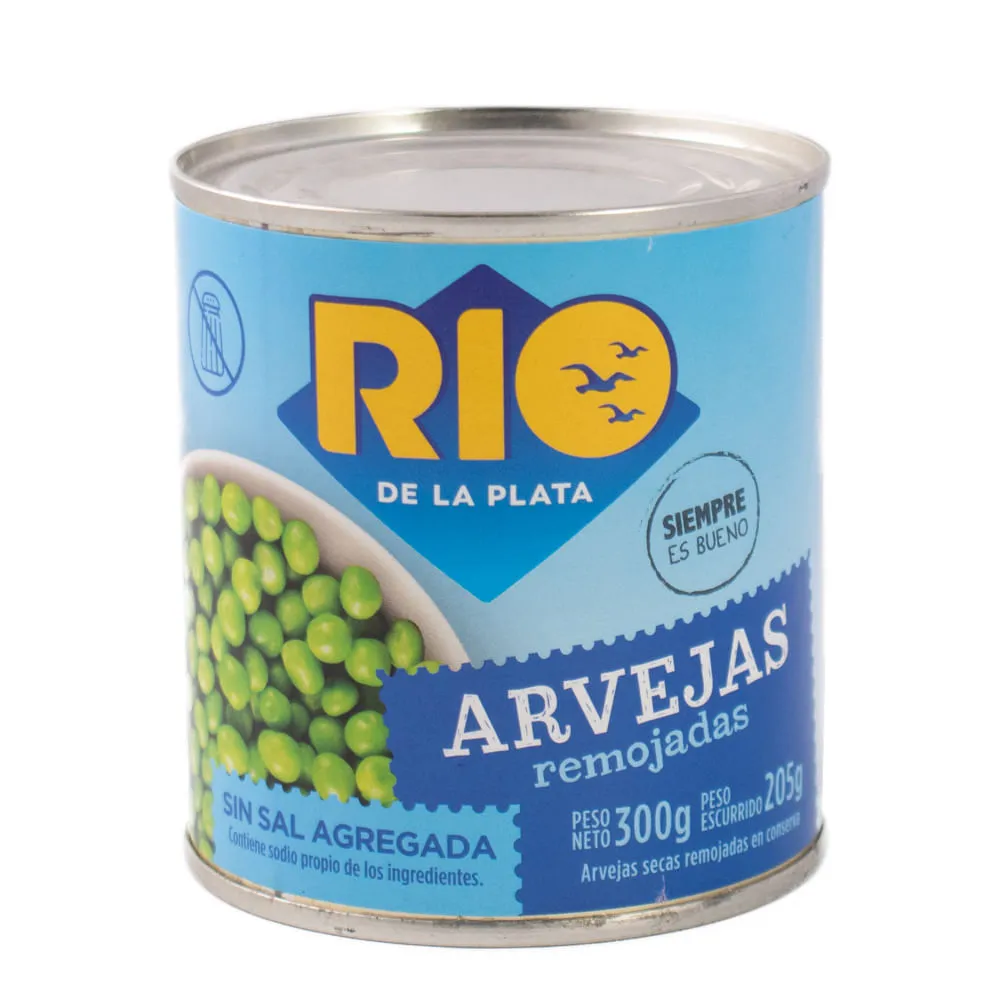 RIO
DE LA PLATA
SIEMPRE
ES BUENO
ARVEJAS
remojadas
SIN SAL AGREGADA
Contiene sodio propio de los ingredientes.
PESO NETO 300g PESO ESCURRIDO 205g
Arvejas secas remojadas en conserva